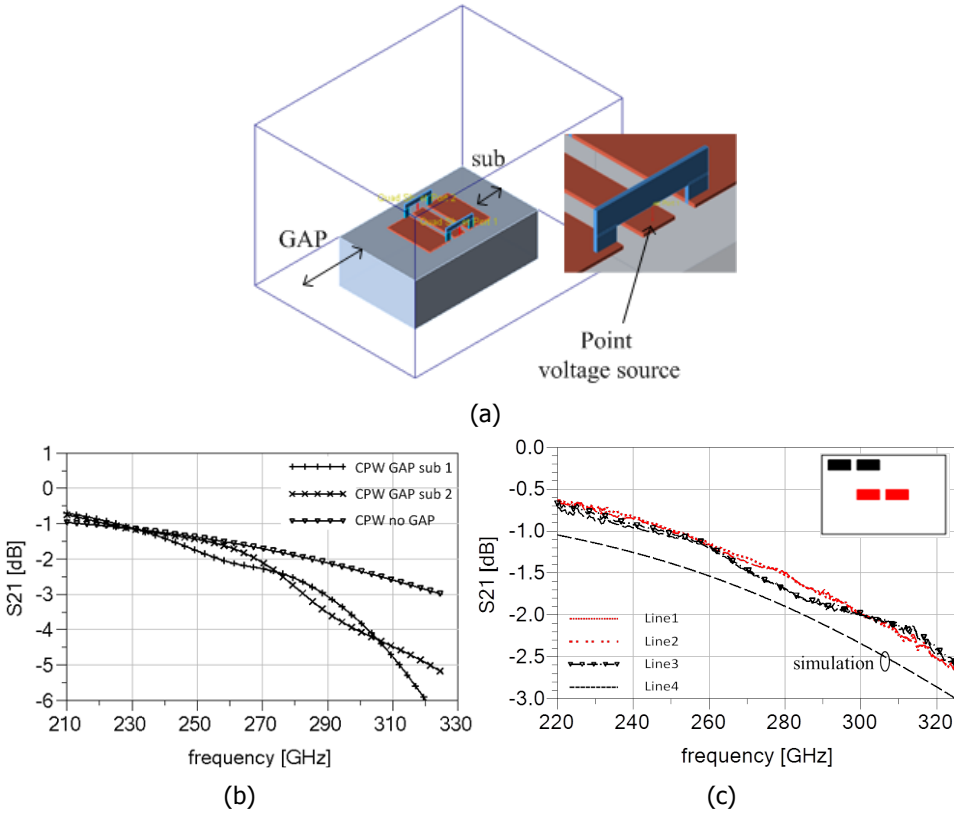 sub
GAP
Point
voltage source
(a)
S21 [dB]
1
0
-1
-2
-3
-4
-5
-6
CPW GAP sub 1
CPW GAP sub 2
CPW no GAP
210 230 250 270 290 310 330
frequency [GHz]
(b)
S21 [dB]
0.0
-0.5
-1.0
-1.5
-2.0
-2.5
-3.0
Line1
Line2
Line3
Line4
simulation
220 240 260 280 300 320
frequency [GHz]
(c)